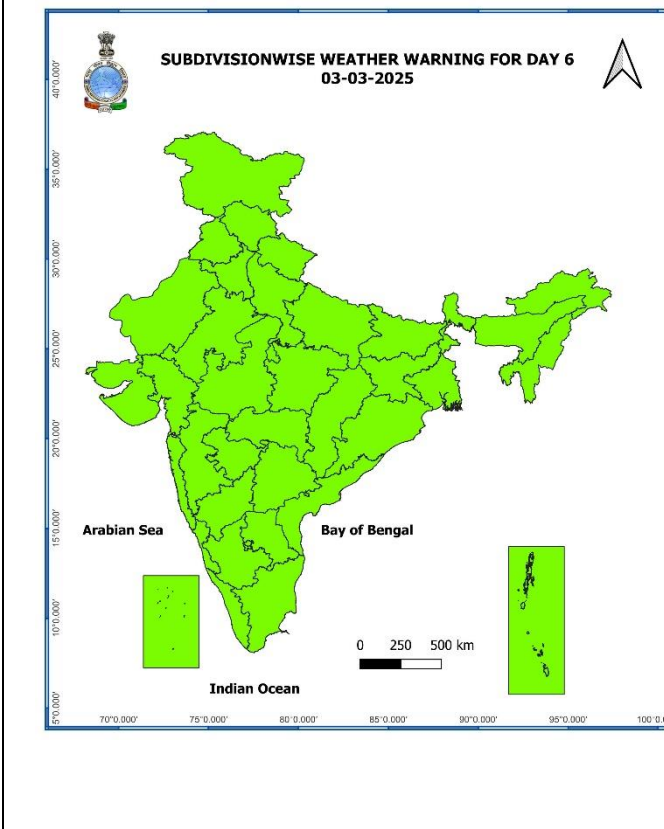 SUBDIVISIONWISE WEATHER WARNING FOR DAY 6
03-03-2025
40°0.000'
35°0.000'
30°0.000'
25°0.000'
20°0.000'
15°0.000'
10°0.000'
5°0.000'
Arabian Sea
Bay of Bengal
0 250 500 km
Indian Ocean
70°0.000' 75°0.000' 80°0.000' 85°0.000' 90°0.000' 95°0.000' 100°0.0